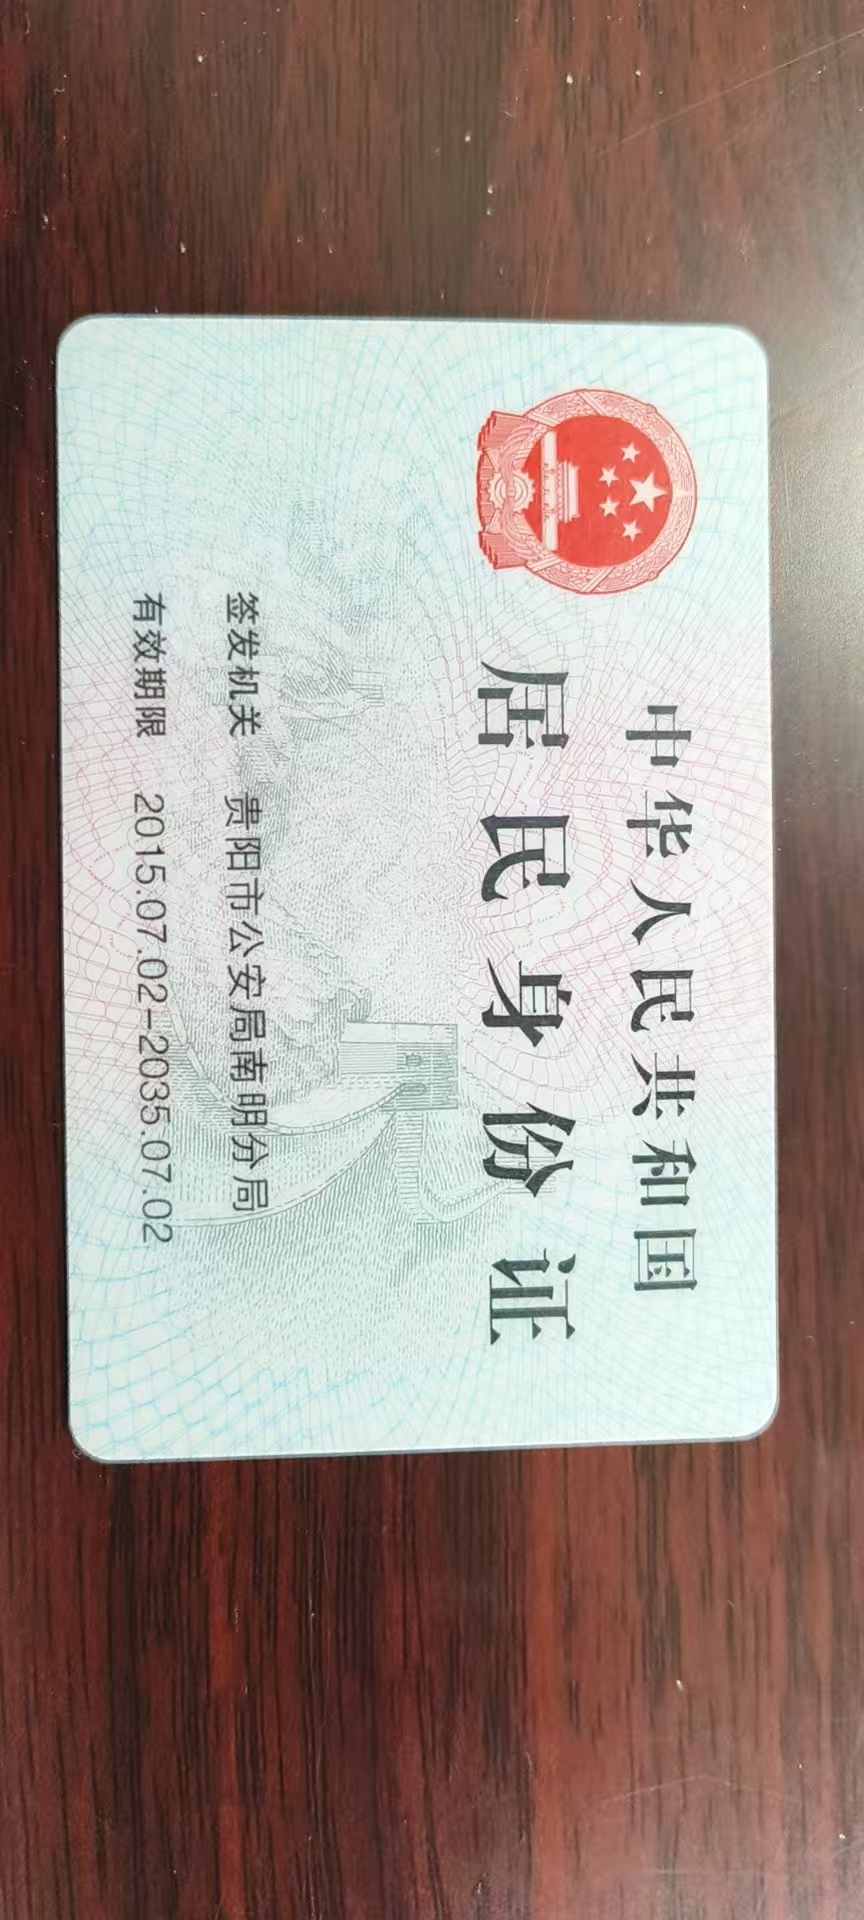 中华人民共和国
居民身份证
签发机关 贵阳市公安局南明分局
有效期限 2015.07.02-2035.07.02